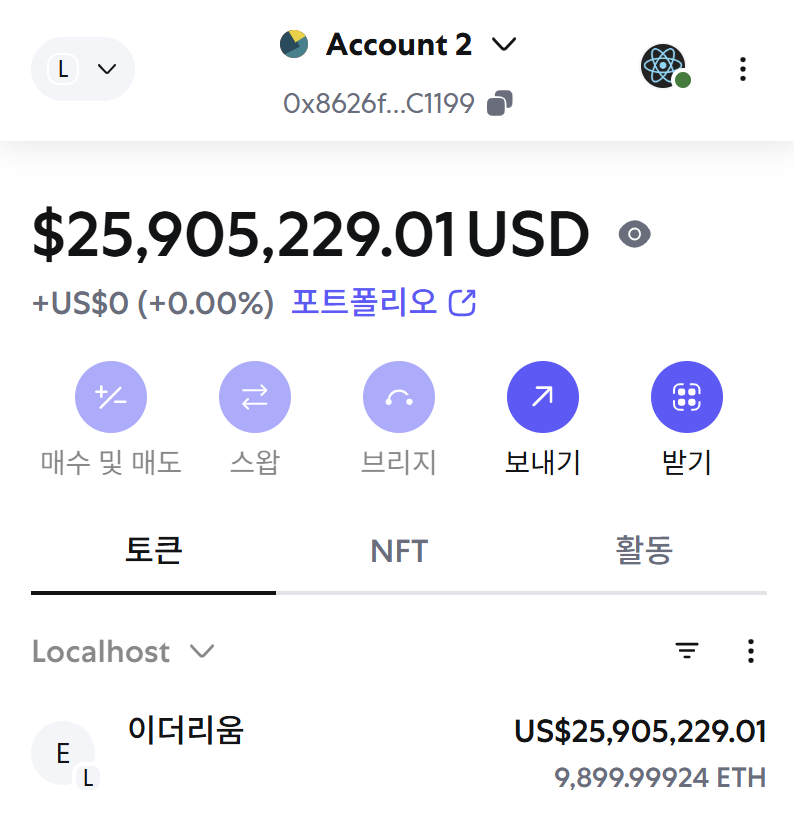 L
Account 2
0x8626f...C1199
$25,905,229.01 USD
+US$0 (+0.00%) 포트폴리오
매수 및 매도 스왑 브리지 보내기 받기
토큰 NFT 활동
Localhost
E L
이더리움 US$25,905,229.01
9,899.99924 ETH